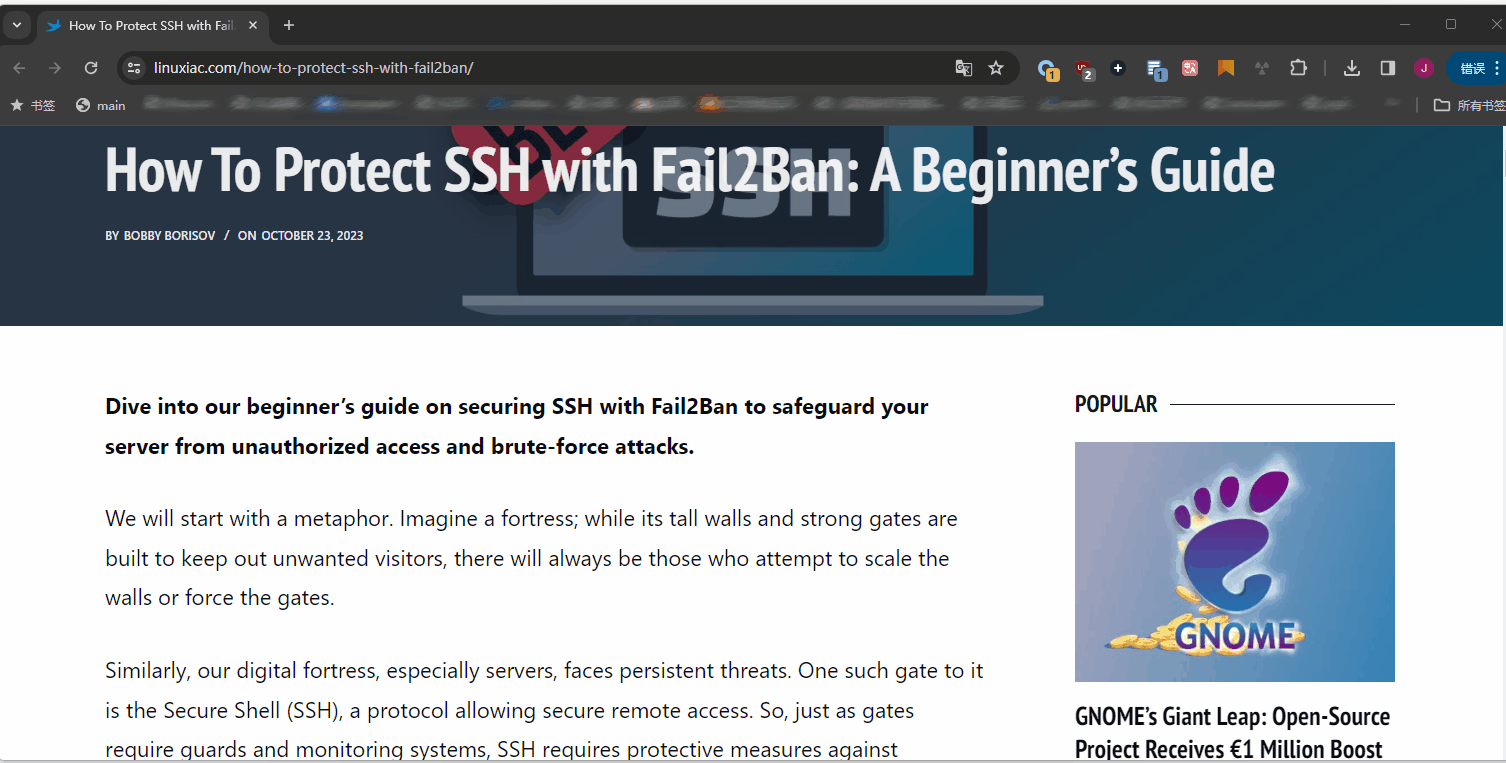 How To Protect SSH with Fail
linuxiac.com/how-to-protect-ssh-with-fail2ban/
1
2
1
J
错误
书签
main
所有书签
How To Protect SSH with Fail2Ban: A Beginner’s Guide
SSH
BY BOBBY BORISOV / ON OCTOBER 23, 2023
Dive into our beginner’s guide on securing SSH with Fail2Ban to safeguard your
server from unauthorized access and brute-force attacks.
We will start with a metaphor. Imagine a fortress; while its tall walls and strong gates are
built to keep out unwanted visitors, there will always be those who attempt to scale the
walls or force the gates.
Similarly, our digital fortress, especially servers, faces persistent threats. One such gate to it
is the Secure Shell (SSH), a protocol allowing secure remote access. So, just as gates
require guards and monitoring systems, SSH requires protective measures against
POPULAR
GNOME
GNOME’s Giant Leap: Open-Source
Project Receives €1 Million Boost